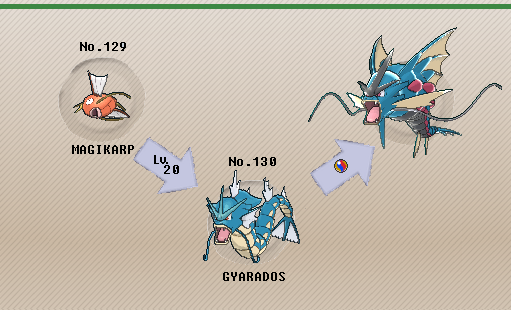 No.129
MAGIKARP
Lv.
20
No.130
GYARADOS